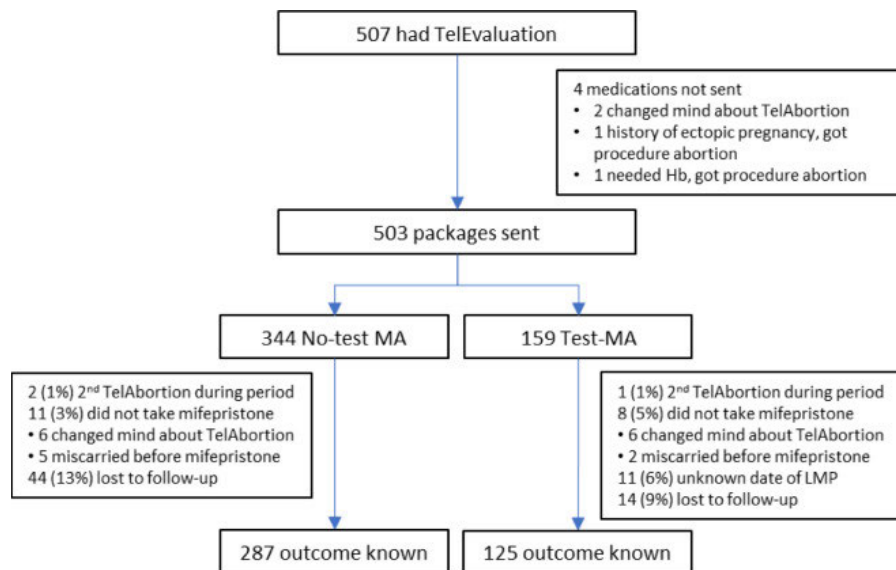 507 had TelEvaluation
4 medications not sent
• 2 changed mind about TelAbortion
• 1 history of ectopic pregnancy, got
procedure abortion
• 1 needed Hb, got procedure abortion
503 packages sent
344 No-test MA
159 Test-MA
2 (1%) 2nd TelAbortion during period
11 (3%) did not take mifepristone
• 6 changed mind about TelAbortion
• 5 miscarried before mifepristone
44 (13%) lost to follow-up
1 (1%) 2nd TelAbortion during period
8 (5%) did not take mifepristone
• 6 changed mind about TelAbortion
• 2 miscarried before mifepristone
11 (6%) unknown date of LMP
14 (9%) lost to follow-up
287 outcome known
125 outcome known